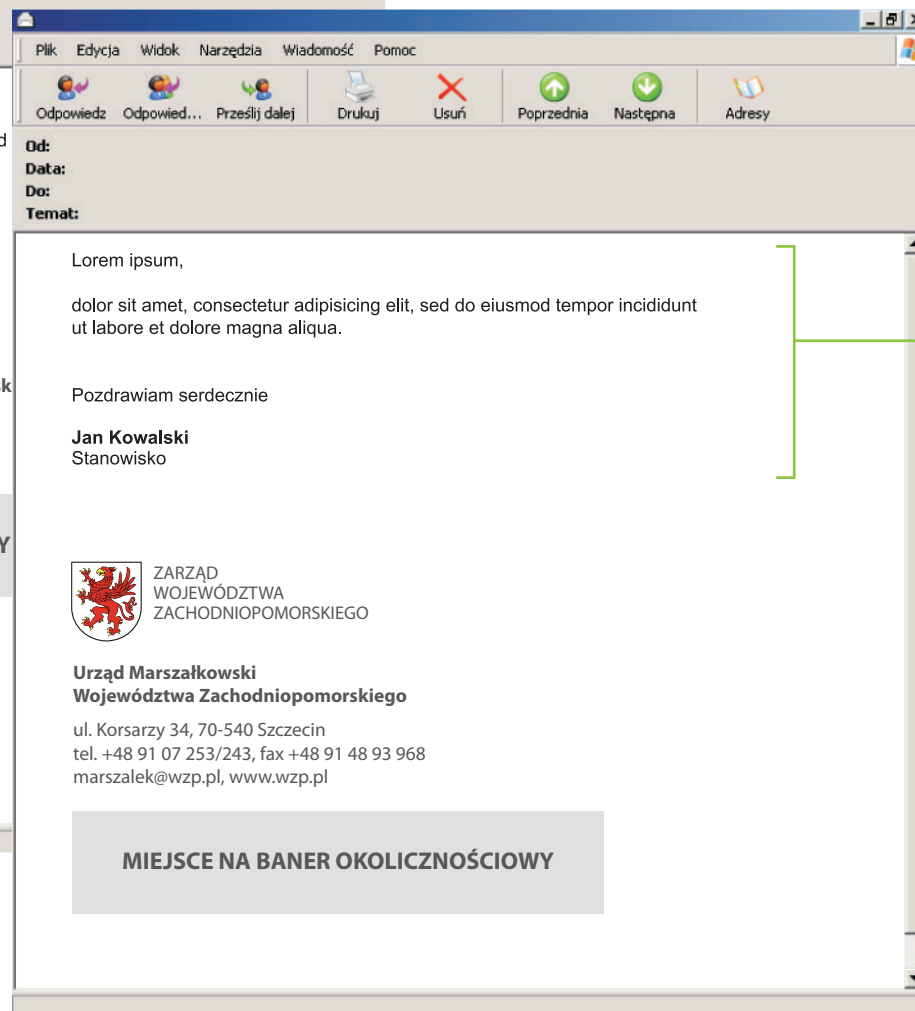 Plik Edycja Widok Narzędzia Wiadomość Pomoc
Odpowiedz Odpowied... Prześlij dalej Drukuj Usuń Poprzednia Następna Adresy
Od:
Data:
Do:
Temat:
Lorem ipsum,
dolor sit amet, consectetur adipisicing elit, sed do eiusmod tempor incididunt
ut labore et dolore magna aliqua.
Pozdrawiam serdecznie
Jan Kowalski
Stanowisko
ZARZĄD
WOJEWÓDZTWA
ZACHODNIOPOMORSKIEGO
Urząd Marszałkowski
Województwa Zachodniopomorskiego
ul. Korsarzy 34, 70-540 Szczecin
tel. +48 91 07 253/243, fax +48 91 48 93 968
marszalek@wzp.pl, www.wzp.pl
MIEJSCE NA BANER OKOLICZNOŚCIOWY